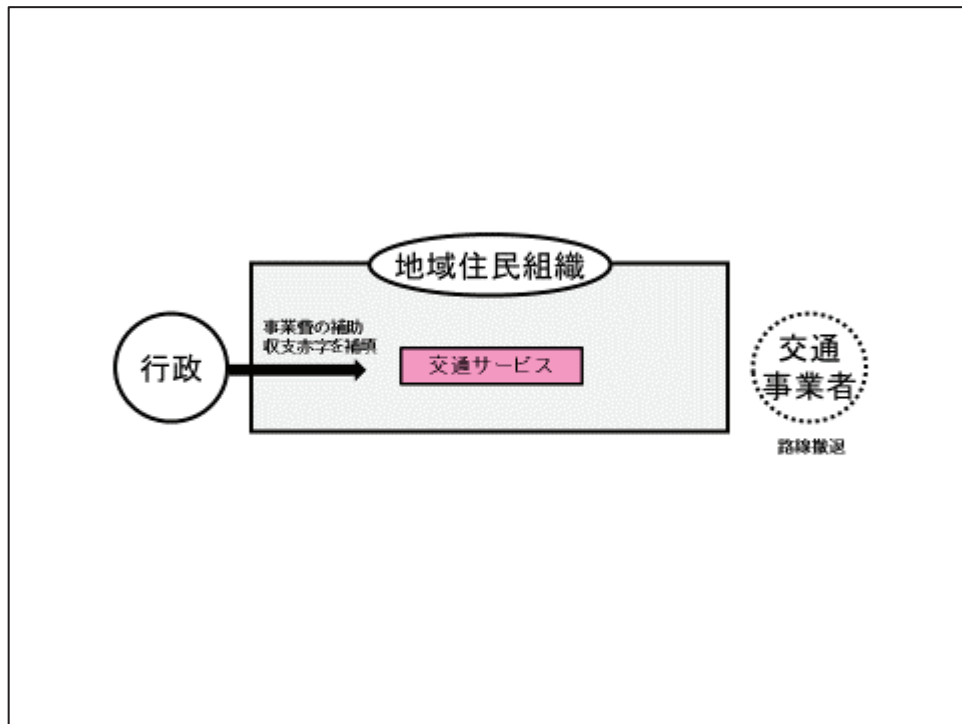 地域住民組織
事業費の補助
収支赤字を補填
行政
交通サービス
交通
事業者
路線撤退